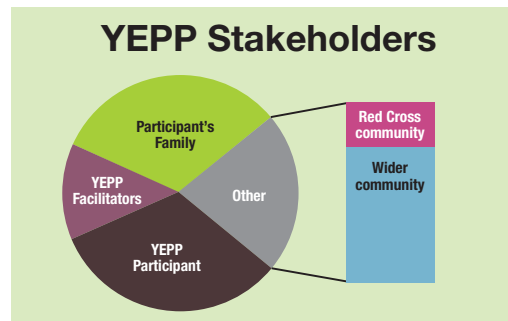 YEPP Stakeholders
Participant's
Family
YEPP
Facilitators
Other
YEPP
Participant
Red Cross
community
Wider
community